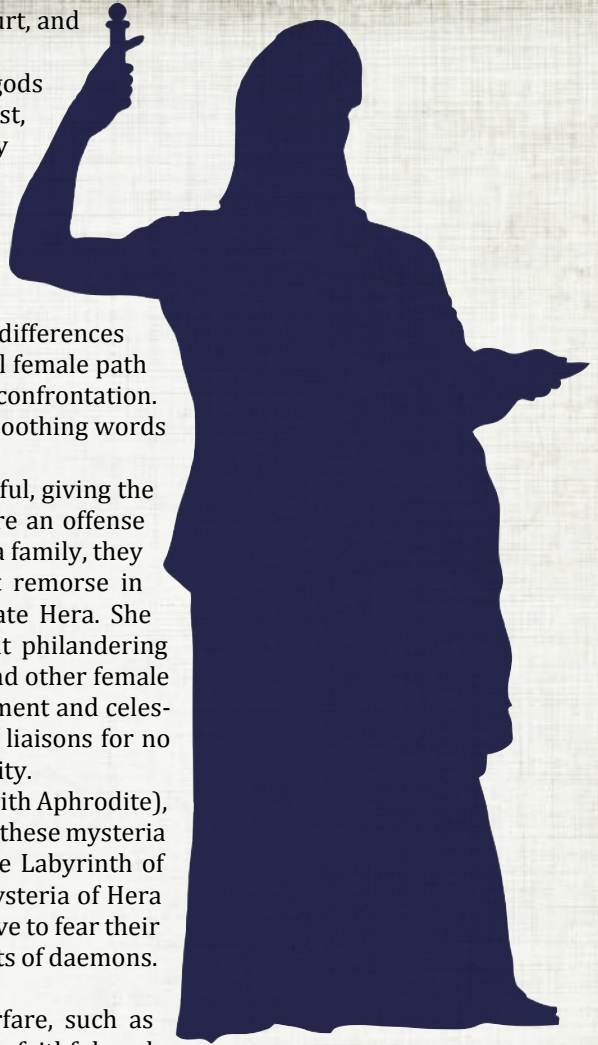 urt, and
gods
st,
y
differences
l female path
confrontation.
oothing words
ful, giving the
re an offense
a family, they
t remorse in
ate Hera. She
t philandering
nd other female
ment and celes-
liaisons for no
ity.
with Aphrodite),
these mysteria
e Labyrinth of
ysteria of Hera
ve to fear their
ts of daemons.
rfare, such as